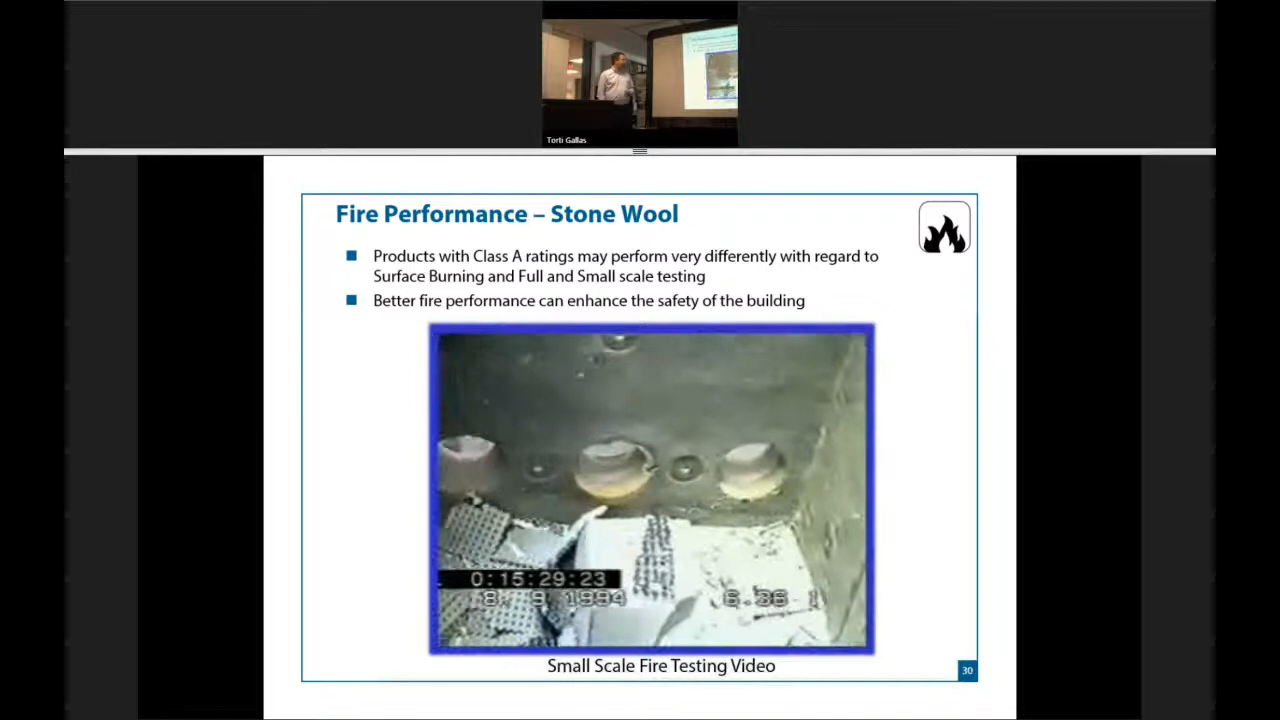 Torti Gallas
Fire Performance – Stone Wool
Products with Class A ratings may perform very differently with regard to
Surface Burning and Full and Small scale testing
Better fire performance can enhance the safety of the building
0:15:29:23
8. 9 1994 6.36
Small Scale Fire Testing Video
30